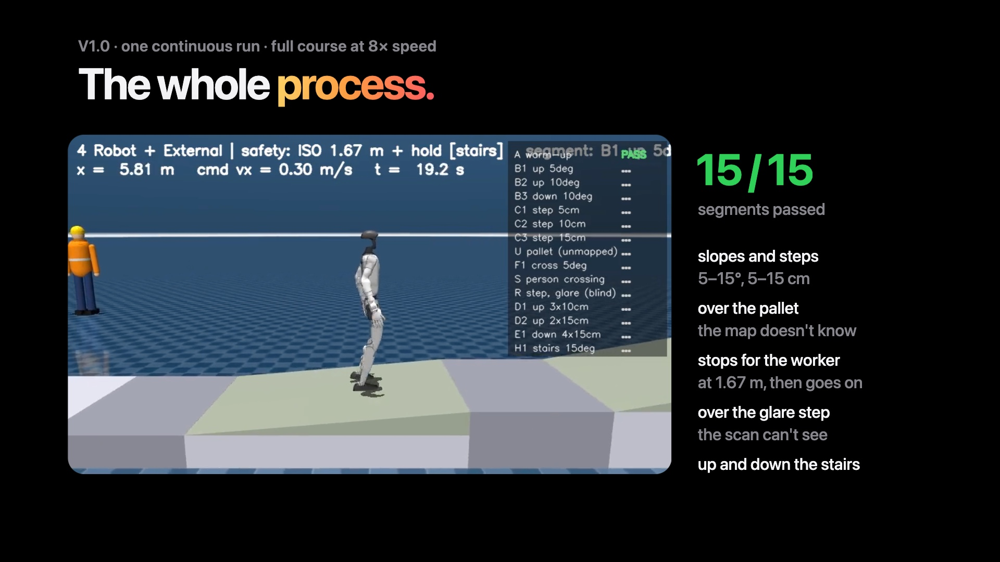 V1.0 · one continuous run · full course at 8× speed
The whole process.
4 Robot + External | safety: ISO 1.67 m + hold [stairs] segment: B1 up 5d
x = 5.81 m cmd vx = 0.30 m/s t = 19.2 s
A warm-up PASS
B1 up 5deg ...
B2 up 10deg ...
B3 down 10deg ...
C1 step 5cm ...
C2 step 10cm ...
C3 step 15cm ...
U pallet (unmapped) ...
F1 cross 5deg ...
S person crossing ...
R step, glare (blind) ...
D1 up 3x10cm ...
D2 up 2x15cm ...
E1 down 4x15cm ...
H1 stairs 15deg ...
15/15
segments passed
slopes and steps
5–15°, 5–15 cm
over the pallet
the map doesn't know
stops for the worker
at 1.67 m, then goes on
over the glare step
the scan can't see
up and down the stairs